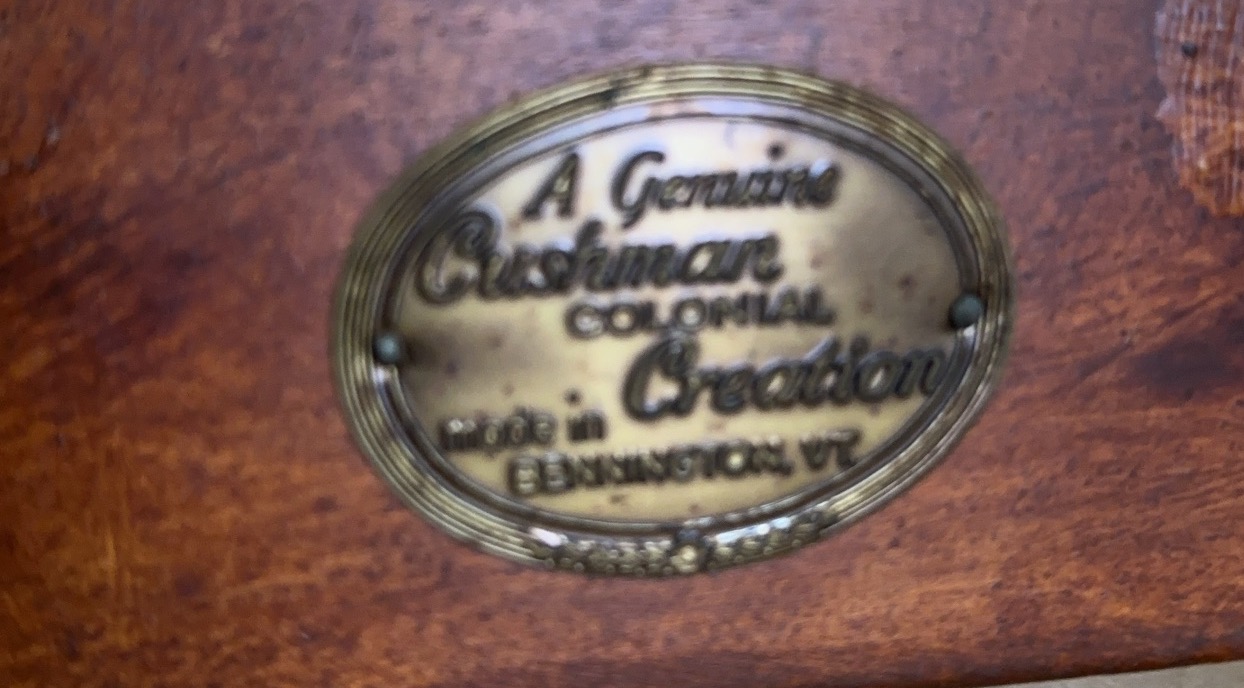 A Genuine
Cushman
COLONIAL
Creation
made in
BENNINGTON, VT.